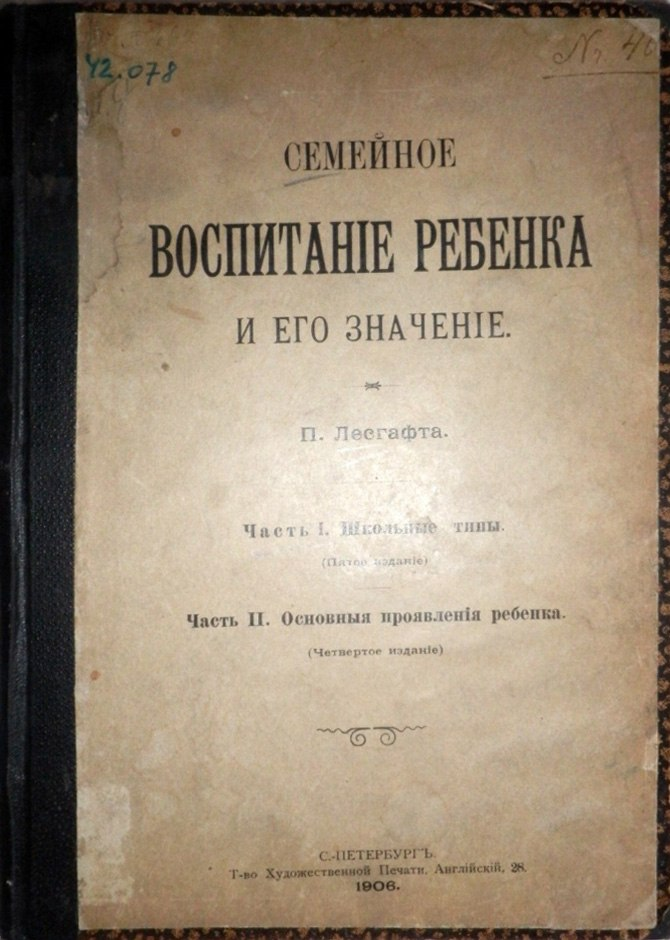 42.078
№ 40
СЕМЕЙНОЕ
ВОСПИТАНІЕ РЕБЕНКА
И ЕГО ЗНАЧЕНІЕ.
П. Лесгафта.
Часть I. Школьные типы.
(Пятое изданіе)
Часть II. Основныя проявленія ребенка.
(Четвертое изданіе)
С.-ПЕТЕРБУРГЪ.
Т-во Художественной Печати. Англійскій, 28.
1906.